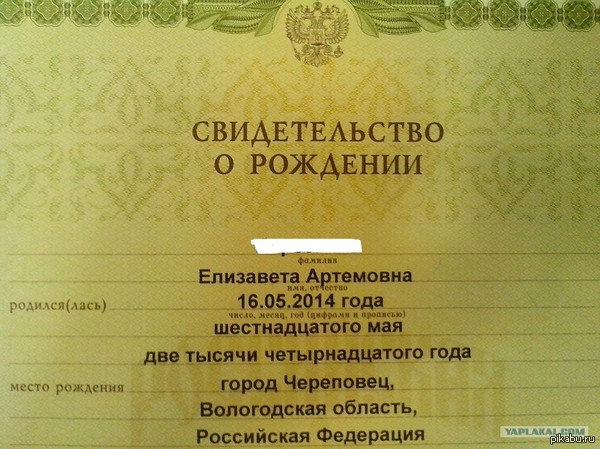 СВИДЕТЕЛЬСТВО
О РОЖДЕНИИ
фамилия
Елизавета Артемовна
имя, отчество
родился(лась) 16.05.2014 года
число, месяц, год (цифрами и прописью)
шестнадцатого мая
две тысячи четырнадцатого года
место рождения город Череповец,
Вологодская область,
Российская Федерация
YAPLAKAL.COM
pikabu.ru